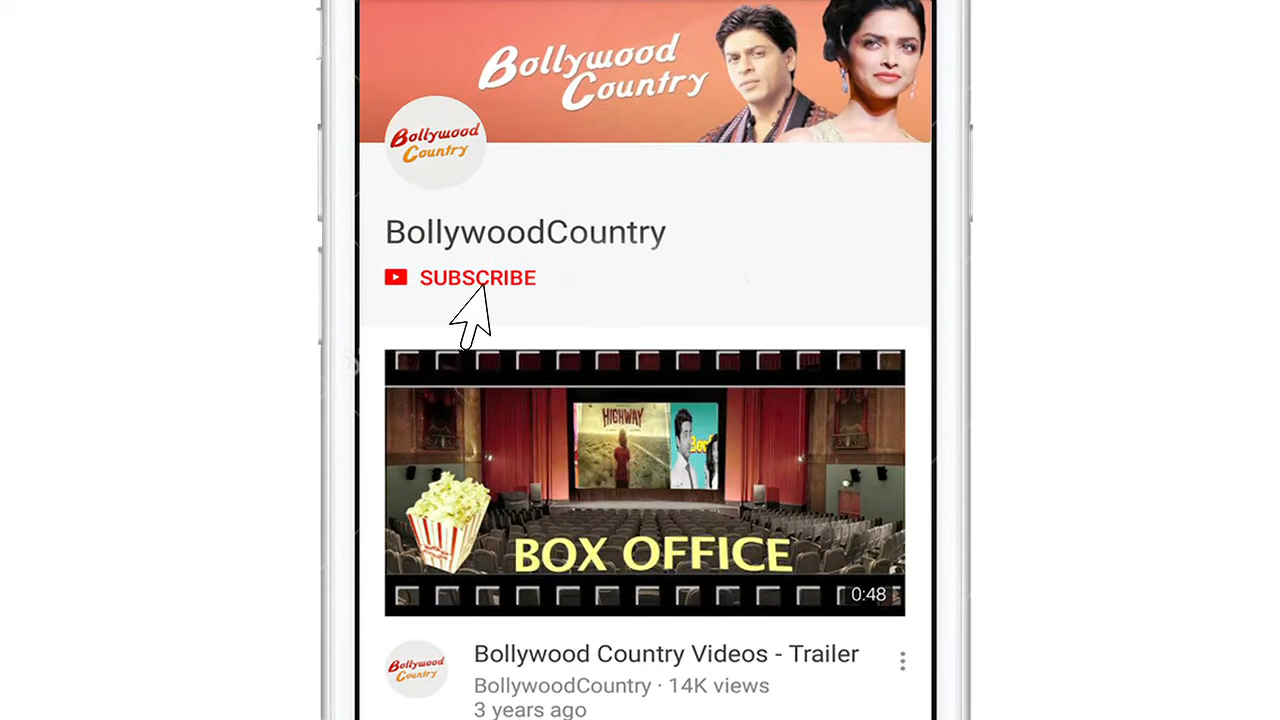 Bollywood
Country
Bollywood
Country
BollywoodCountry
SUBSCRIBE
HIGHWAY
BOX OFFICE
0:48
Bollywood
Country
Bollywood Country Videos - Trailer
BollywoodCountry · 14K views
3 years ago